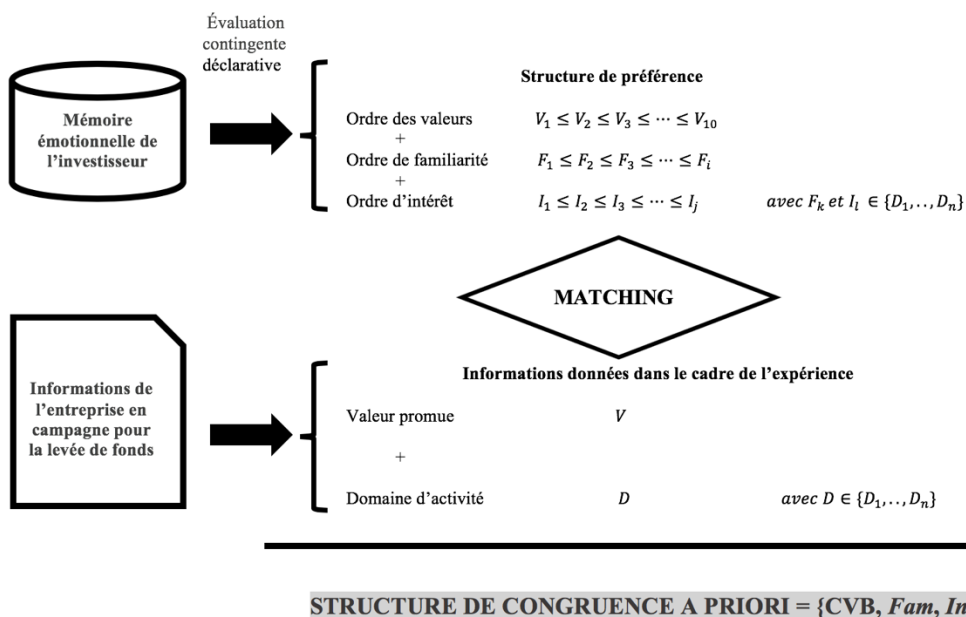 Évaluation
contingente
déclarative
Mémoire
émotionnelle de
l’investisseur
Structure de préférence
Ordre des valeurs V₁ ≤ V₂ ≤ V₃ ≤ ⋯ ≤ V₁₀
+
Ordre de familiarité F₁ ≤ F₂ ≤ F₃ ≤ ⋯ ≤ Fᵢ
+
Ordre d’intérêt I₁ ≤ I₂ ≤ I₃ ≤ ⋯ ≤ Iⱼ avec Fₖ et Iₗ ∈ {D₁,..,Dₙ}
MATCHING
Informations de
l’entreprise en
campagne pour
la levée de fonds
Informations données dans le cadre de l’expérience
Valeur promue V
+
Domaine d’activité D avec D ∈ {D₁,..,Dₙ}
STRUCTURE DE CONGRUENCE A PRIORI = {CVB, Fam, In